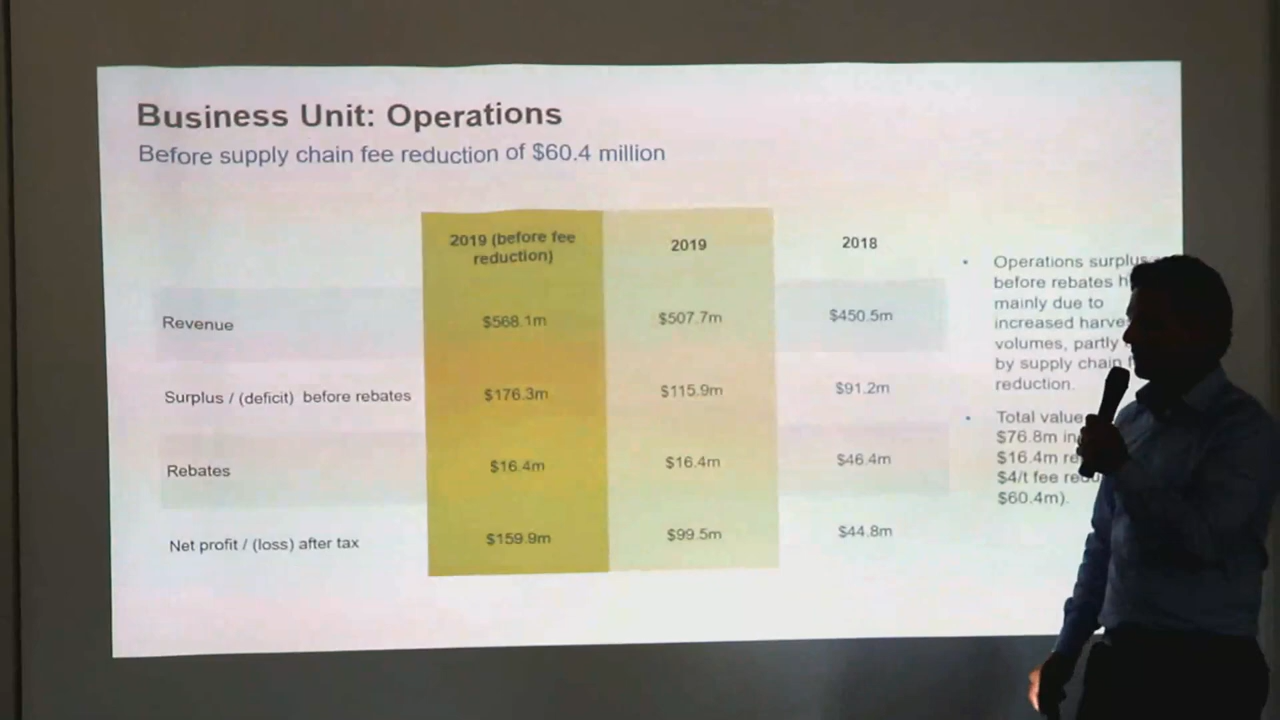 Business Unit: Operations
Before supply chain fee reduction of $60.4 million
2019 (before fee
reduction)
2019
2018
Revenue
$568.1m
$507.7m
$450.5m
Surplus / (deficit) before rebates
$176.3m
$115.9m
$91.2m
Rebates
$16.4m
$16.4m
$46.4m
Net profit / (loss) after tax
$159.9m
$99.5m
$44.8m
• Operations surplus
before rebates
mainly due to
increased
volumes, partly
by supply chain
reduction.
• Total value
$76.8m
$16.4m
$4/t fee
$60.4m).